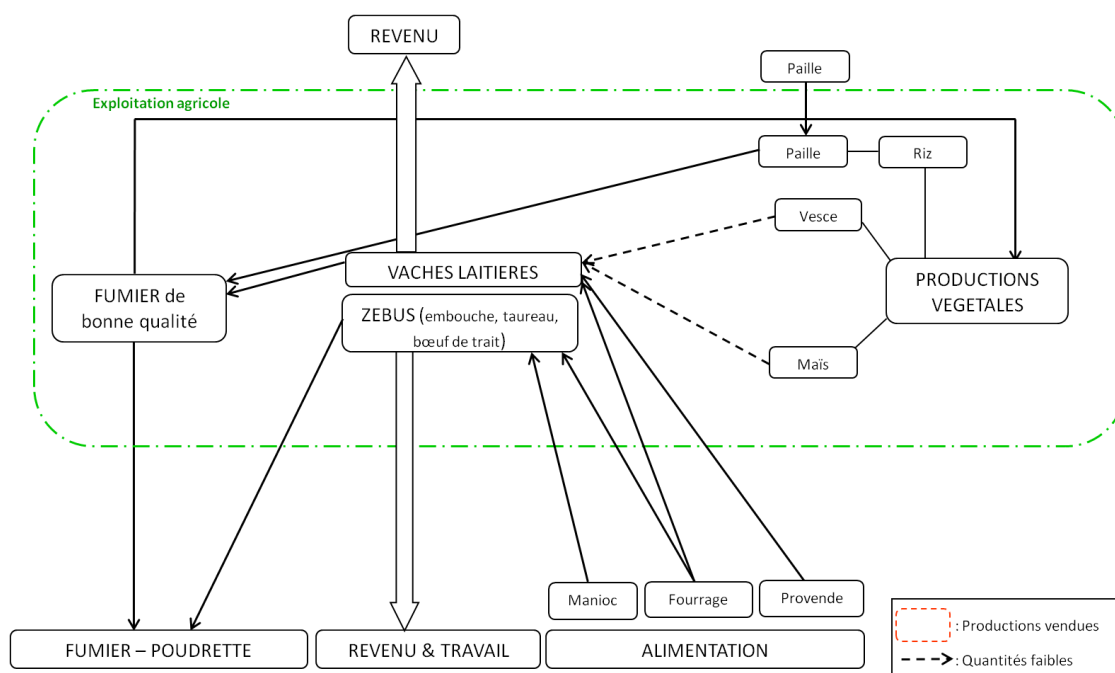 REVENU
Paille
Exploitation agricole
Paille
Riz
Vesce
VACHES LAITIERES
FUMIER de
bonne qualité
PRODUCTIONS
VEGETALES
ZEBUS (embouche, taureau,
bœuf de trait)
Maïs
Manioc
Fourrage
Provende
: Productions vendues
FUMIER – POUDRETTE
REVENU & TRAVAIL
ALIMENTATION
: Quantités faibles